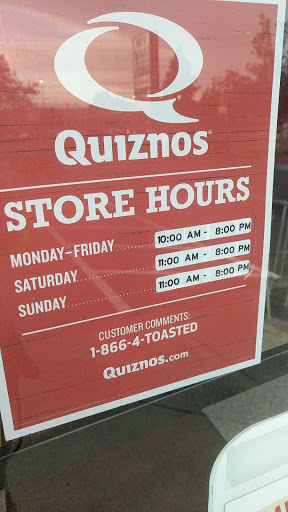 Quiznos
STORE HOURS
MONDAY–FRIDAY.......... 10:00 AM - 8:00 PM
SATURDAY.......... 11:00 AM - 8:00 PM
SUNDAY.......... 11:00 AM - 8:00 PM
CUSTOMER COMMENTS:
1-866-4-TOASTED
Quiznos.com